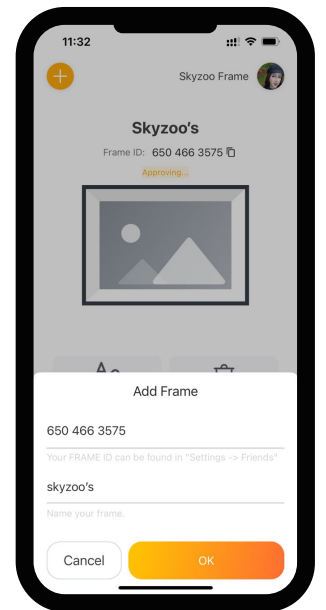 11:32
Skyzoo Frame
Skyzoo’s
Frame ID: 650 466 3575
Approving...
Add Frame
650 466 3575
Your FRAME ID can be found in "Settings -> Friends"
skyzoo’s
Name your frame.
Cancel
OK